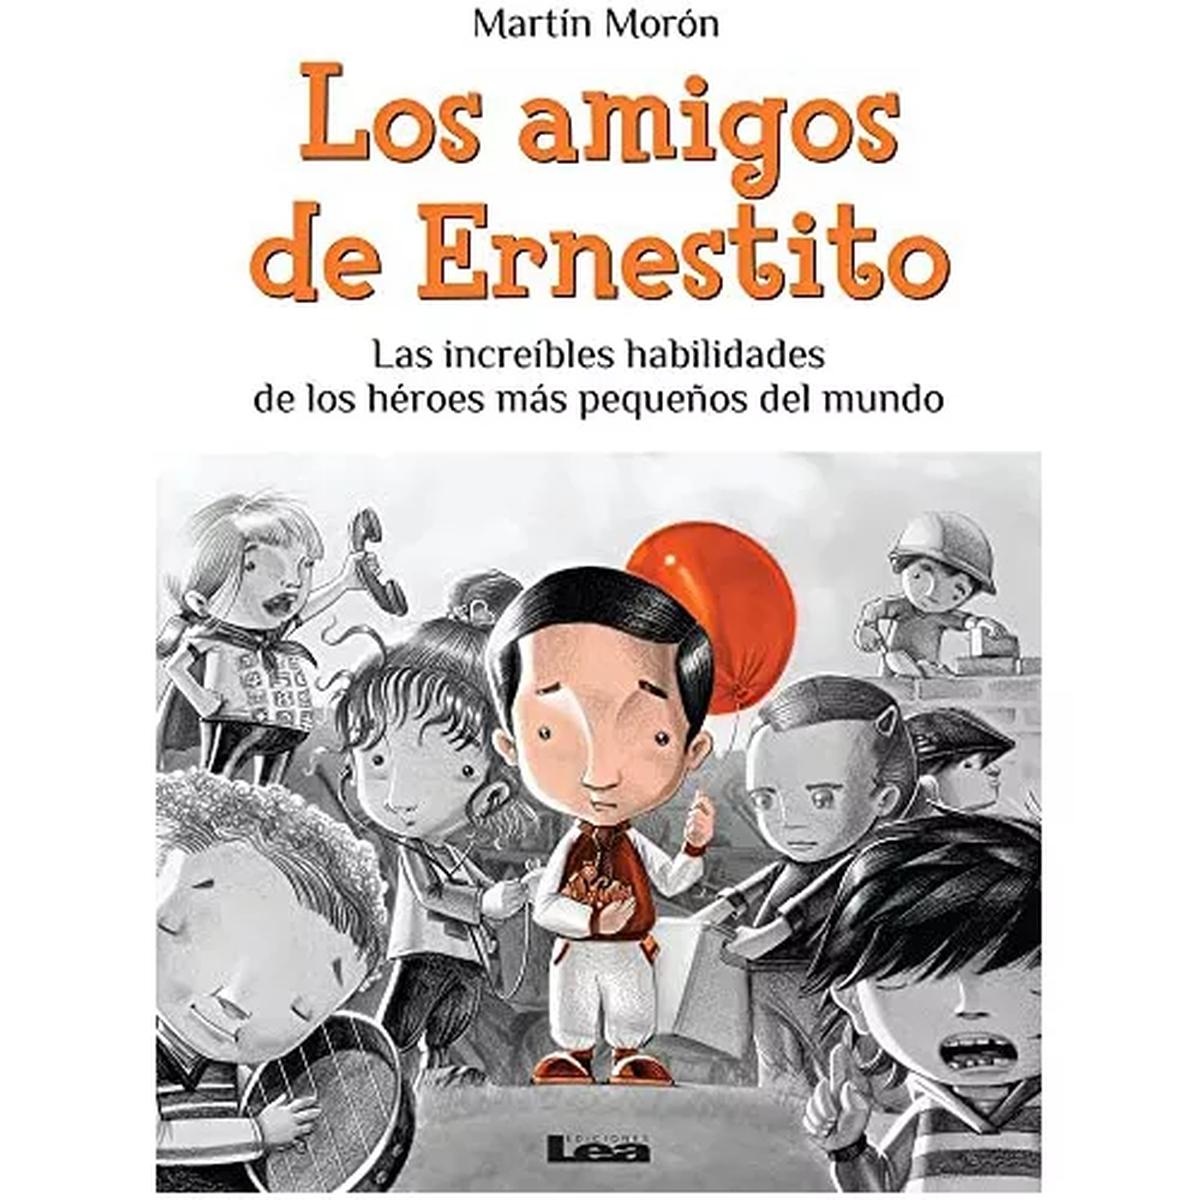 Martín Morón
Los amigos
de Ernestito
Las increíbles habilidades
de los héroes más pequeños del mundo
EDICIONES
Lea